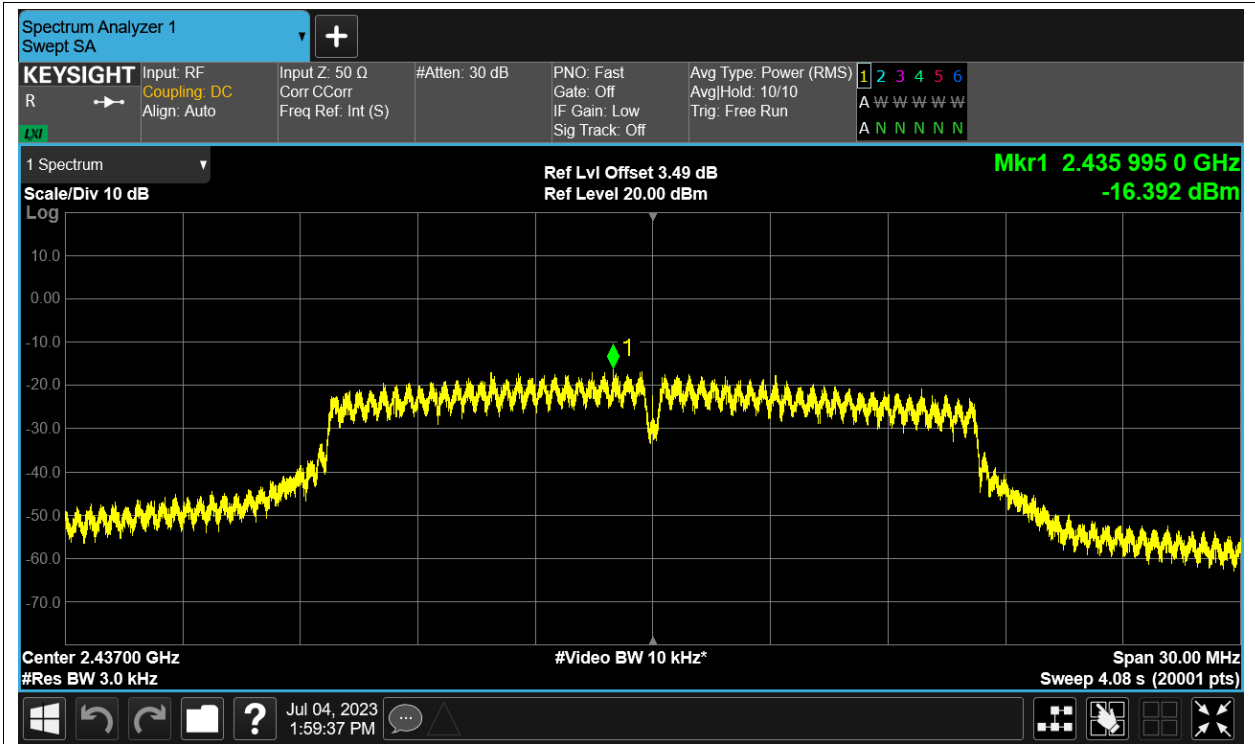 Spectrum Analyzer 1
Swept SA
+
KEYSIGHT
R
LXI
Input: RF
Coupling: DC
Align: Auto
Input Z: 50 Ω
Corr CCorr
Freq Ref: Int (S)
#Atten: 30 dB
PNO: Fast
Gate: Off
IF Gain: Low
Sig Track: Off
Avg Type: Power (RMS)
Avg|Hold: 10/10
Trig: Free Run
1 2 3 4 5 6
A W W W W W
A N N N N N
1 Spectrum
Scale/Div 10 dB
Log
Ref Lvl Offset 3.49 dB
Ref Level 20.00 dBm
Mkr1 2.435 995 0 GHz
-16.392 dBm
10.0
0.00
-10.0
-20.0
-30.0
-40.0
-50.0
-60.0
-70.0
1
Center 2.43700 GHz
#Res BW 3.0 kHz
#Video BW 10 kHz*
Span 30.00 MHz
Sweep 4.08 s (20001 pts)
?
Jul 04, 2023
1:59:37 PM